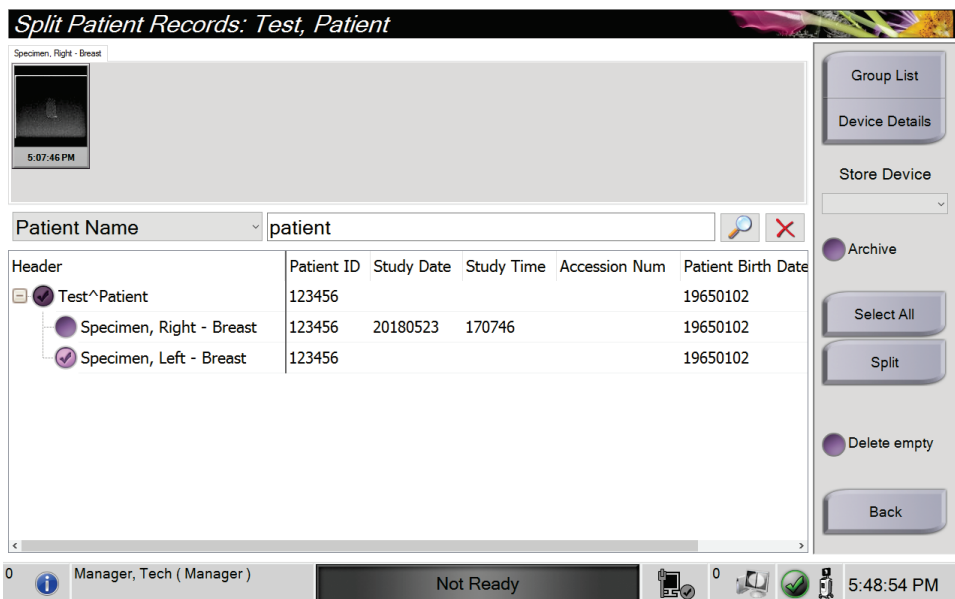 Split Patient Records: Test, Patient
Specimen, Right - Breast
5:07:46 PM
Group List
Device Details
Store Device
Archive
Select All
Split
Delete empty
Back
Patient Name patient
Header Patient ID Study Date Study Time Accession Num Patient Birth Date
Test^Patient 123456 19650102
Specimen, Right - Breast 123456 20180523 170746 19650102
Specimen, Left - Breast 123456 19650102
0 Manager, Tech ( Manager ) Not Ready 0 5:48:54 PM